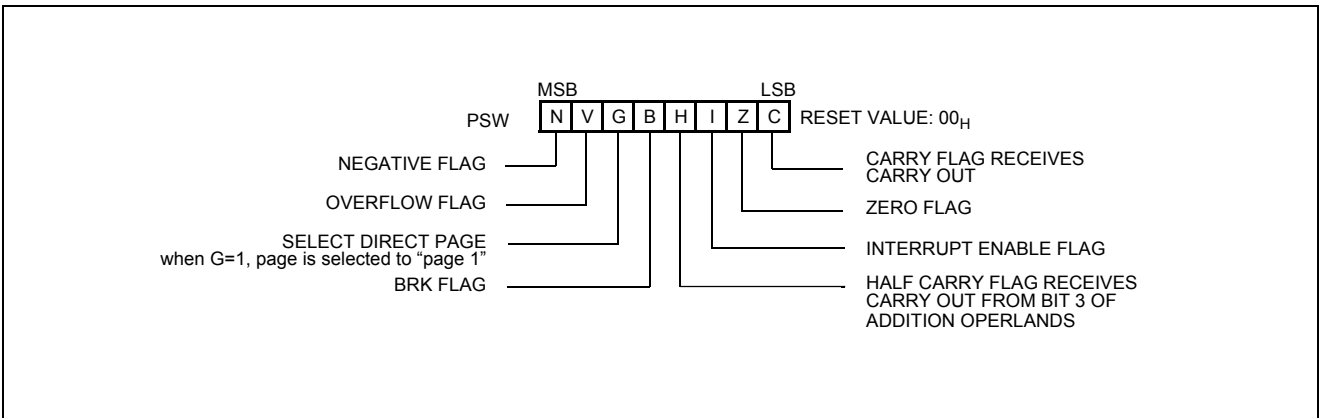 MSB LSB
PSW N V G B H I Z C RESET VALUE: 00H
NEGATIVE FLAG
OVERFLOW FLAG
SELECT DIRECT PAGE
when G=1, page is selected to “page 1”
BRK FLAG
CARRY FLAG RECEIVES
CARRY OUT
ZERO FLAG
INTERRUPT ENABLE FLAG
HALF CARRY FLAG RECEIVES
CARRY OUT FROM BIT 3 OF
ADDITION OPERLANDS